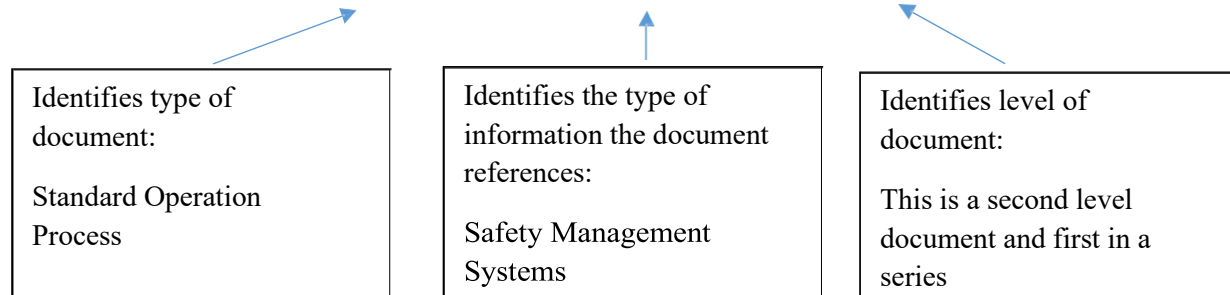 Identifies type of
document:
Standard Operation
Process
Identifies the type of
information the document
references:
Safety Management
Systems
Identifies level of
document:
This is a second level
document and first in a
series